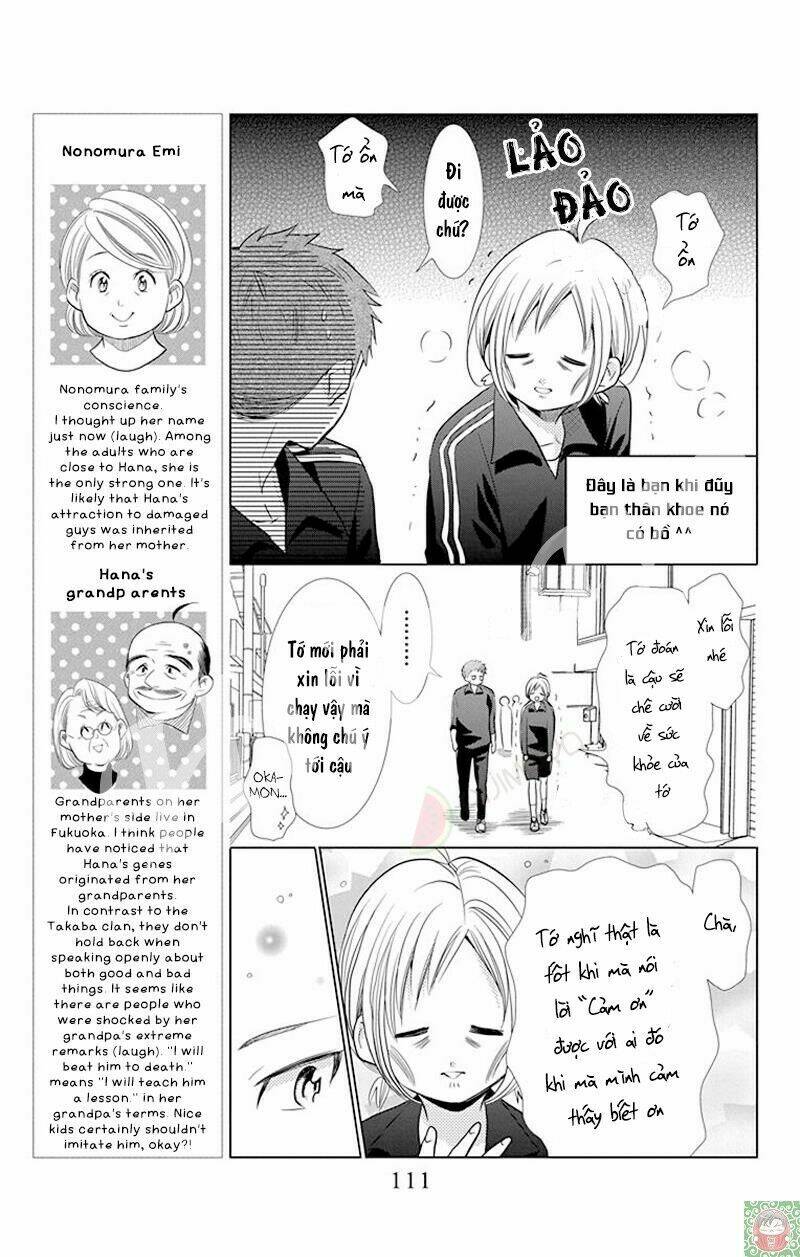 Nonomura Emi
Nonomura family's
conscience.
I thought up her name
just now (laugh). Among
the adults who are
close to Hana, she is
the only strong one. It's
likely that Hana's
attraction to damaged
guys was inherited
from her mother.
Hana's
grandp arents
Grandparents on her
mother's side live in
Fukuoka. I think people
have noticed that
Hana's genes
originated from her
grandparents.
In contrast to the
Takaba clan, they don't
hold back when
speaking openly about
both good and bad
things. It seems like
there are people who
were shocked by her
grandpa's extreme
remarks (laugh). "I will
beat him to death."
means "I will teach him
a lesson." in her
grandpa's terms. Nice
kids certainly shouldn't
imitate him, okay?!
Tớ
ổn
LẢO
ĐẢO
Đi
được
chứ?
Tớ ổn
mà
Đây là bạn khi đũy
bạn thân khoe nó
có bồ ^^
Xin lỗi
nhé
Tớ đoán
là cậu sẽ
chê cười
về sức
khỏe của
tớ
.........
Tớ mới phải
xin lỗi vì
chạy vậy mà
không chú ý
tới cậu
OKA-
MON...
Chà,
Tớ nghĩ thật là
tốt khi mà nói
lời "Cảm ơn"
được với ai đó
khi mà mình cảm
thấy biết ơn
111